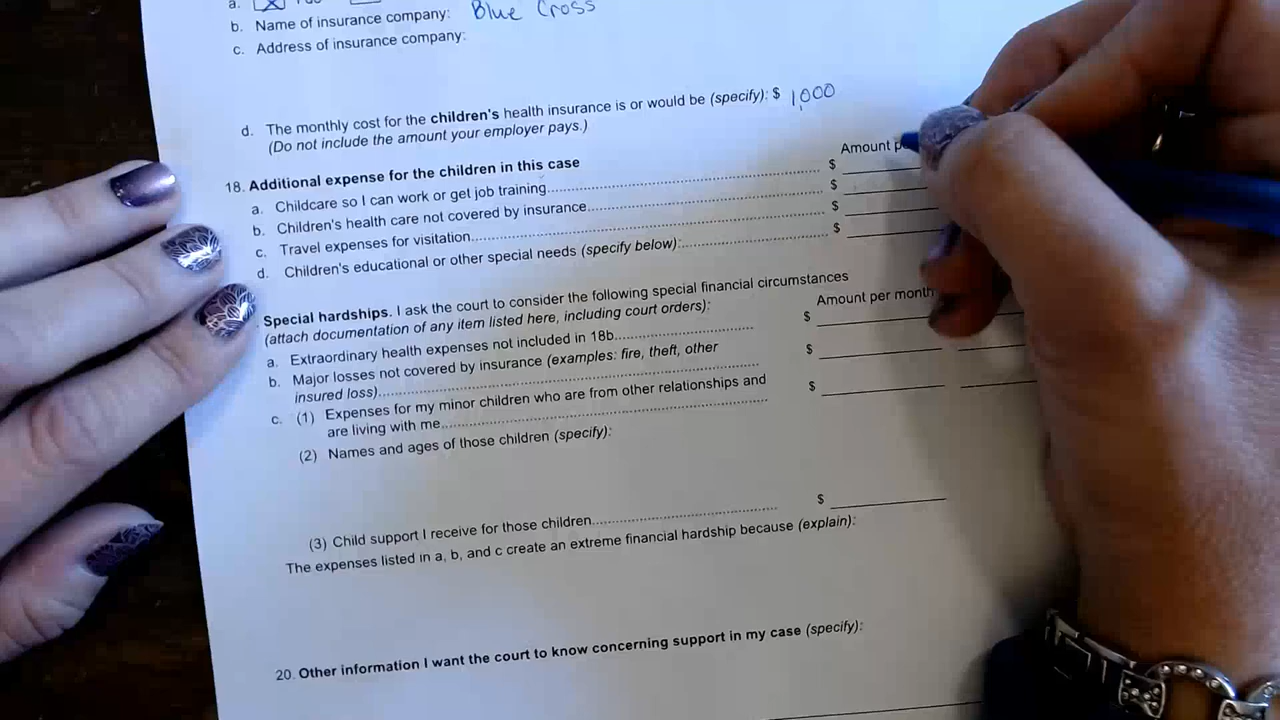 a.
b. Name of insurance company: Blue Cross
c. Address of insurance company:
d. The monthly cost for the children's health insurance is or would be (specify): $ 1,000
(Do not include the amount your employer pays.)
18. Additional expense for the children in this case
Amount
a. Childcare so I can work or get job training.......... $
b. Children's health care not covered by insurance.......... $
c. Travel expenses for visitation.......... $
d. Children's educational or other special needs (specify below):.......... $
Special hardships. I ask the court to consider the following special financial circumstances
(attach documentation of any item listed here, including court orders):
Amount per month
a. Extraordinary health expenses not included in 18b.......... $
b. Major losses not covered by insurance (examples: fire, theft, other
insured loss).......... $
c. (1) Expenses for my minor children who are from other relationships and
are living with me.......... $
(2) Names and ages of those children (specify):
(3) Child support I receive for those children.......... $
The expenses listed in a, b, and c create an extreme financial hardship because (explain):
20. Other information I want the court to know concerning support in my case (specify):